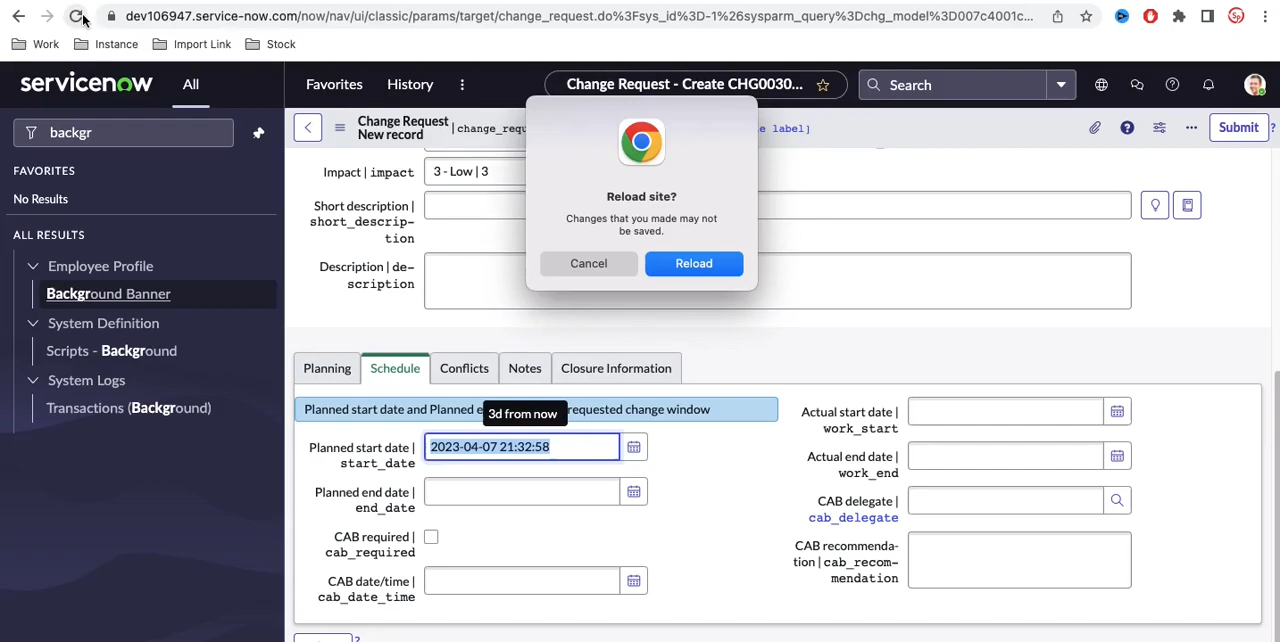 dev106947.service-now.com/now/nav/ui/classic/params/target/change_request.do%3Fsys_id%3D-1%26sysparm_query%3Dchg_model%3D007c4001c...
Sp
Work
Instance
Import Link
Stock
servicenow
All
Favorites
History
Change Request - Create CHG0030...
Search
backgr
FAVORITES
No Results
ALL RESULTS
Employee Profile
Background Banner
System Definition
Scripts - Background
System Logs
Transactions (Background)
Change Request
New record
|change_requ
e label]
Submit
?
Reload site?
Changes that you made may not
be saved.
Cancel
Reload
Impact | impact
3 - Low | 3
Short description |
short_descrip-
tion
Description | de-
scription
Planning
Schedule
Conflicts
Notes
Closure Information
Planned start date and Planned e
requested change window
3d from now
Planned start date |
start_date
2023-04-07 21:32:58
Planned end date |
end_date
CAB required |
cab_required
CAB date/time |
cab_date_time
Actual start date |
work_start
Actual end date |
work_end
CAB delegate |
cab_delegate
CAB recommenda-
tion | cab_recom-
mendation
?